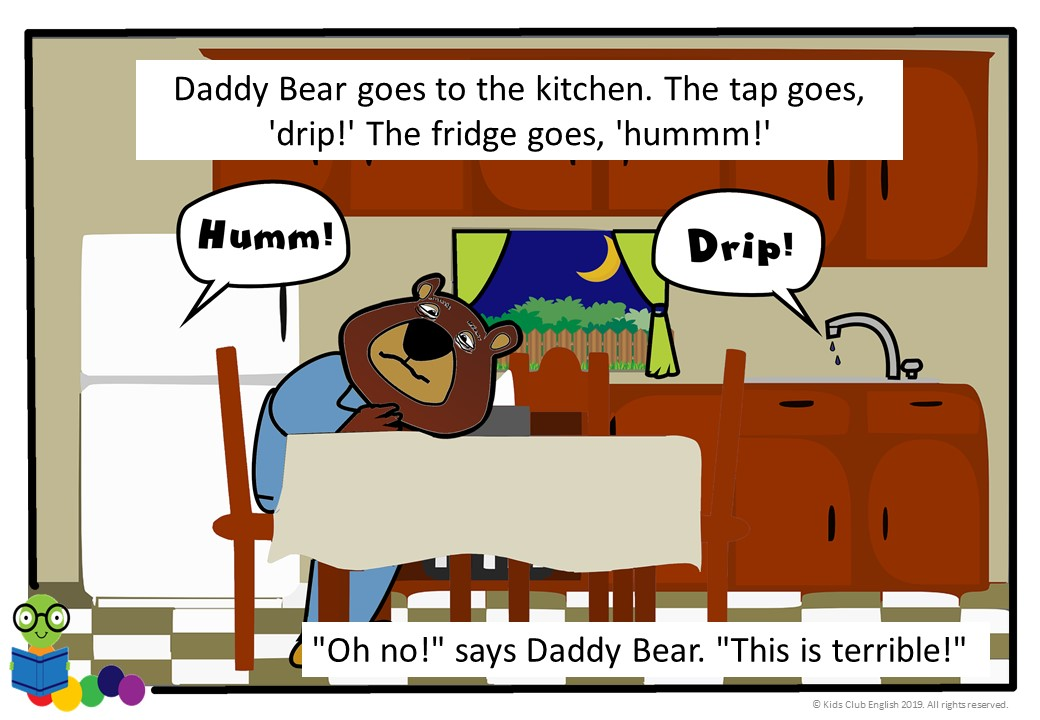 Daddy Bear goes to the kitchen. The tap goes,
'drip!' The fridge goes, 'hummm!'
Humm!
Drip!
"Oh no!" says Daddy Bear. "This is terrible!"
© Kids Club English 2019. All rights reserved.